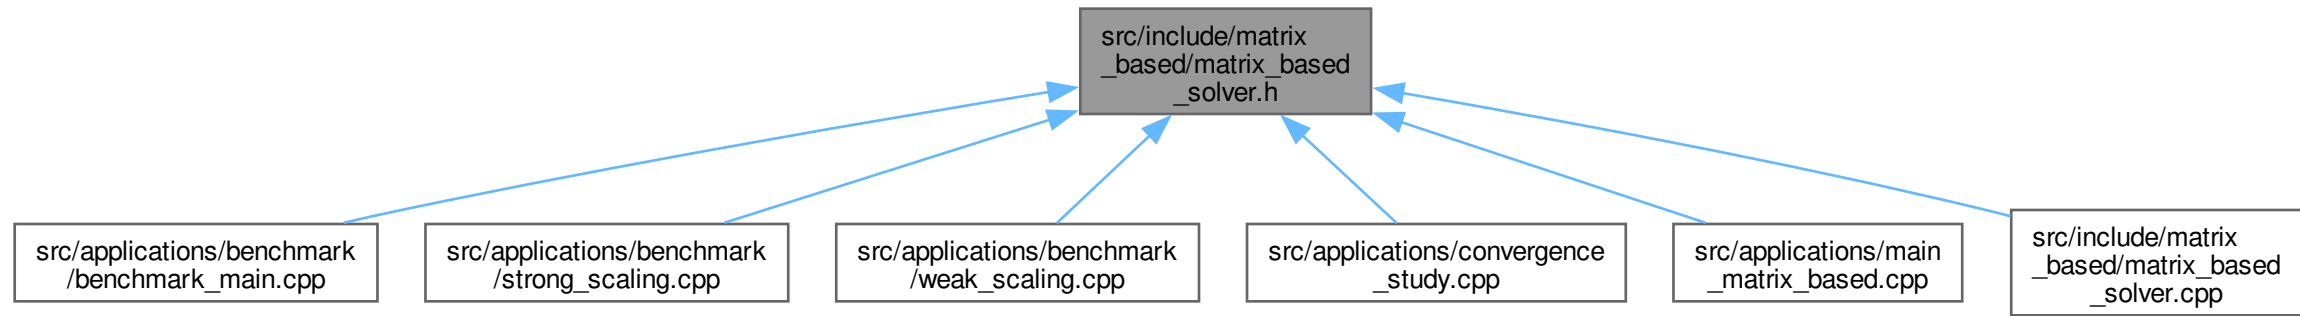 src/include/matrix
_based/matrix_based
_solver.h
src/applications/benchmark
/benchmark_main.cpp
src/applications/benchmark
/strong_scaling.cpp
src/applications/benchmark
/weak_scaling.cpp
src/applications/convergence
_study.cpp
src/applications/main
_matrix_based.cpp
src/include/matrix
_based/matrix_based
_solver.cpp